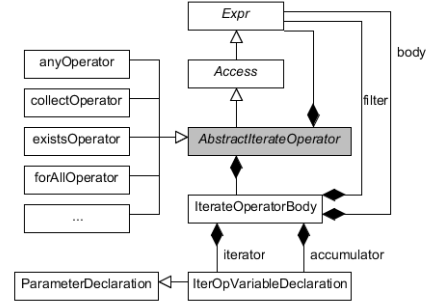 Expr
body
anyOperator
Access
collectOperator
filter
existsOperator
AbstractIterateOperator
forAllOperator
IterateOperatorBody
...
iterator
accumulator
ParameterDeclaration
IterOpVariableDeclaration